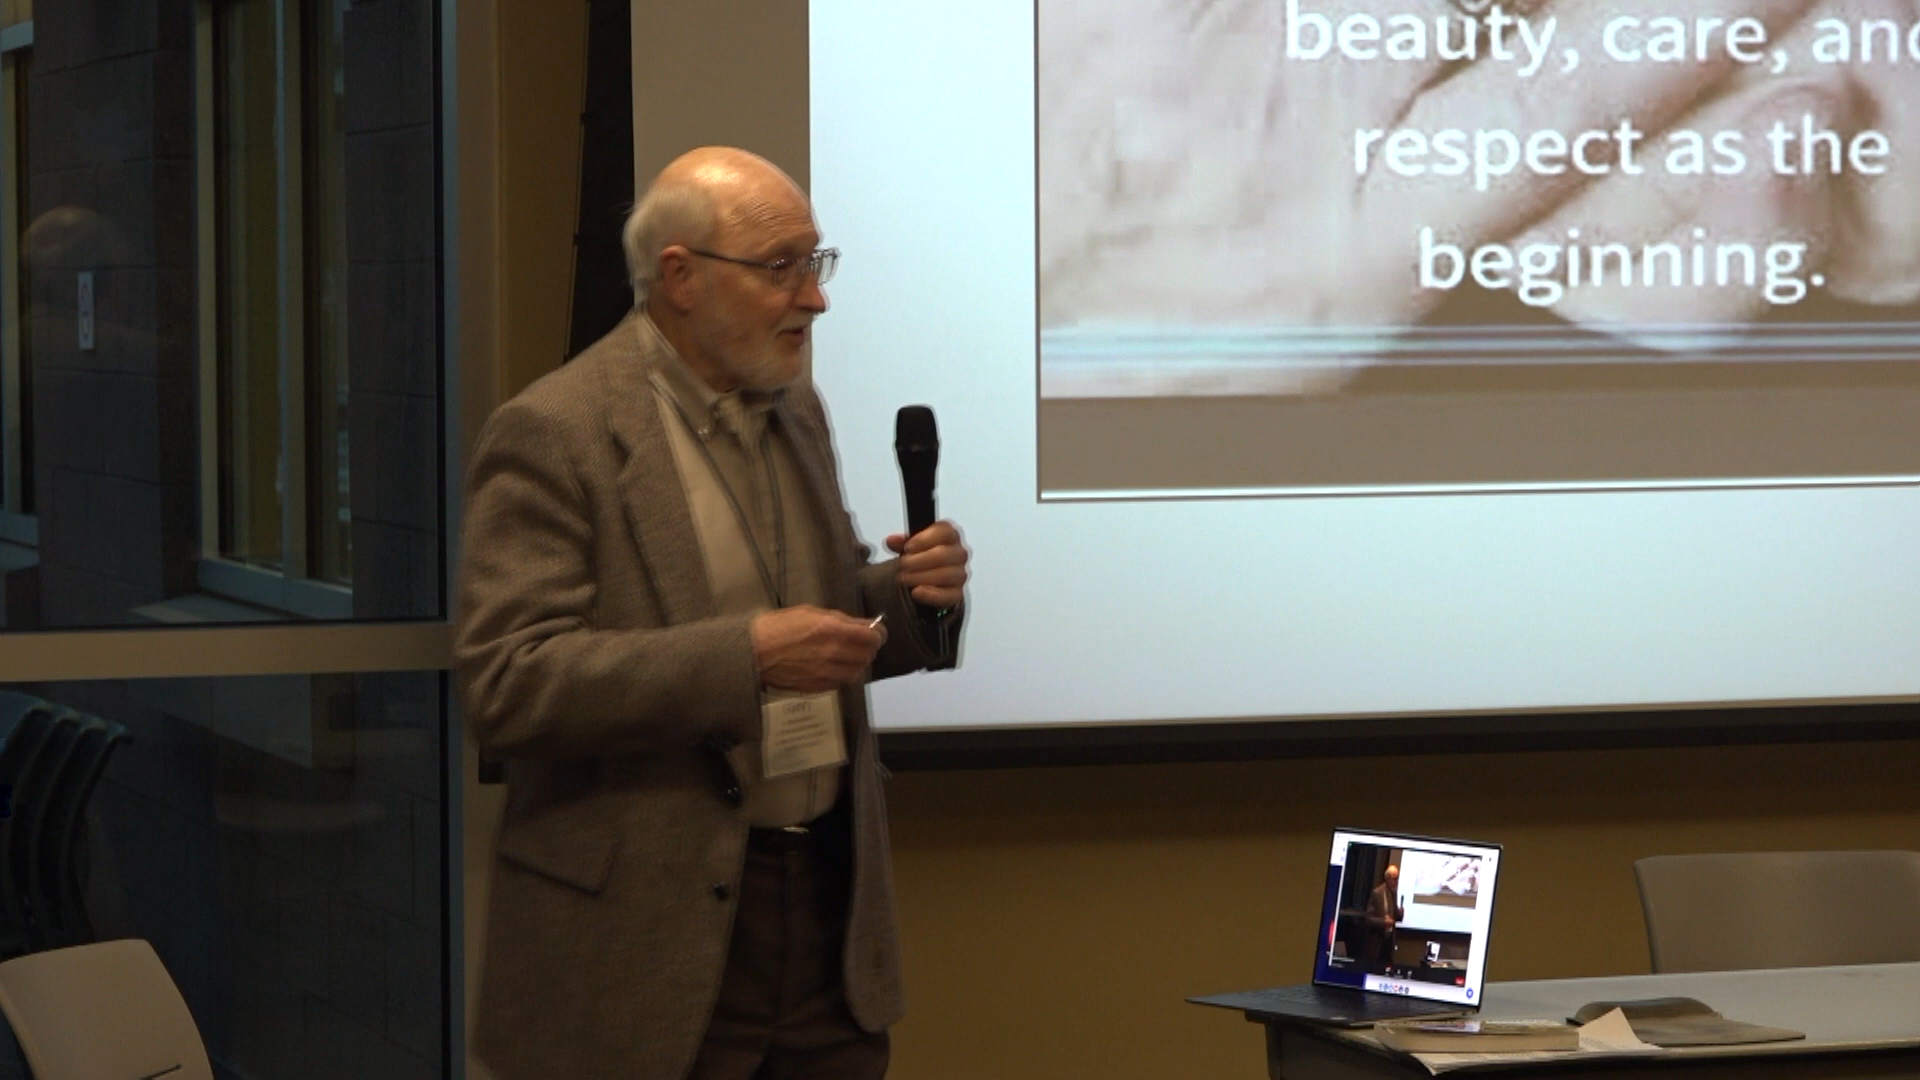 beauty, care, and
respect as the
beginning.